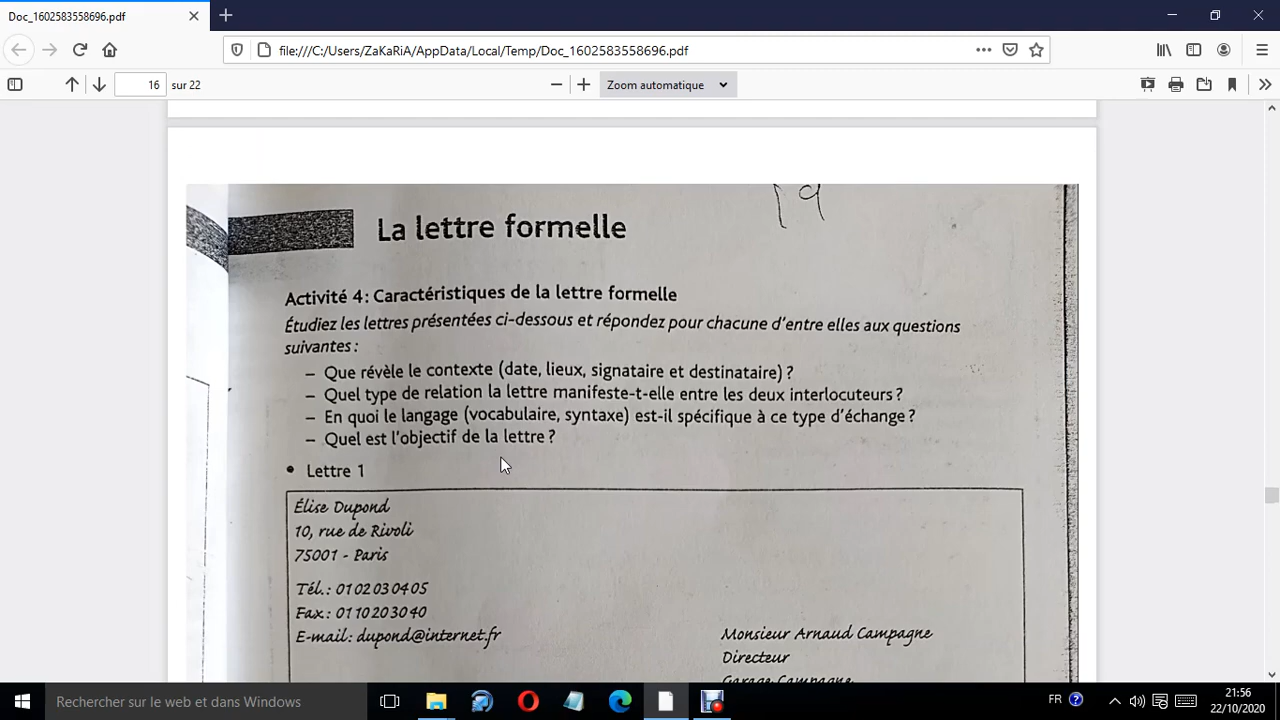 Doc_1602583558696.pdf
file:///C:/Users/ZaKaRiA/AppData/Local/Temp/Doc_1602583558696.pdf
16 sur 22
Zoom automatique
19
La lettre formelle
Activité 4 : Caractéristiques de la lettre formelle
Étudiez les lettres présentées ci-dessous et répondez pour chacune d'entre elles aux questions
suivantes :
– Que révèle le contexte (date, lieux, signataire et destinataire) ?
– Quel type de relation la lettre manifeste-t-elle entre les deux interlocuteurs ?
– En quoi le langage (vocabulaire, syntaxe) est-il spécifique à ce type d'échange ?
– Quel est l'objectif de la lettre ?
• Lettre 1
Élise Dupond
10, rue de Rivoli
75001 - Paris
Tél. : 01 02 03 04 05
Fax : 01 10 20 30 40
E-mail : dupond@internet.fr
Monsieur Arnaud Campagne
Directeur
Garage Campagne
Rechercher sur le web et dans Windows
FR
21:56
22/10/2020